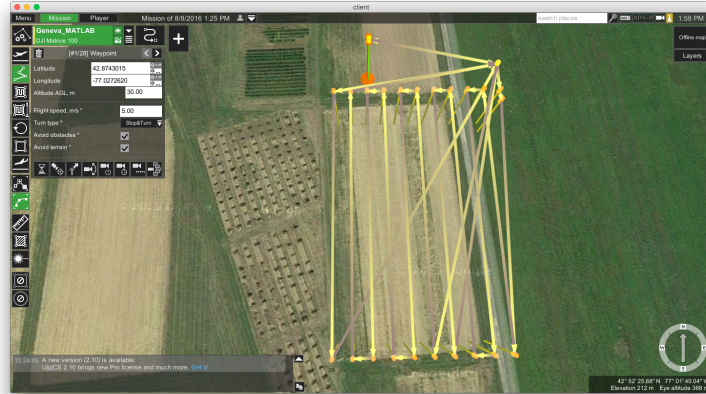 client
Menu Mission Player Mission of 8/8/2016 1:25 PM search places 1:58 PM
Geneva_MATLAB
DJI Matrice 100
Offline map
Layers
[#1/28] Waypoint
Latitude 42.8743015
Longitude -77.0272620
Altitude AGL, m 30.00
Flight speed, m/s * 5.00
Turn type * Stop&Turn
Avoid obstacles *
Avoid terrain *
N
W
S
15:24:06 A new version (2.10) is available:
UgCS 2.10 brings new Pro license and much more. Get it!
42° 52' 25.68" N 77° 01' 40.04" W
Elevation 212 m Eye altitude 366 m